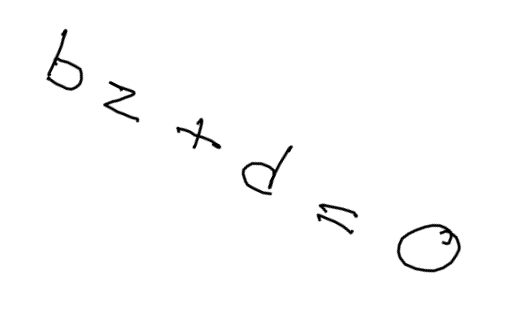 bz + d = 0